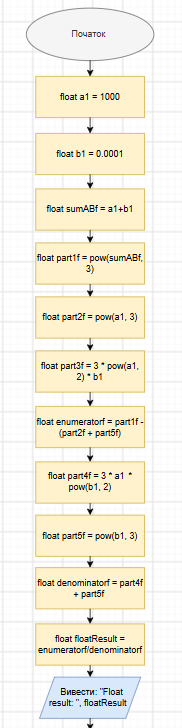 Початок
float a1 = 1000
float b1 = 0.0001
float sumABf = a1+b1
float part1f = pow(sumABf,
3)
float part2f = pow(a1, 3)
float part3f = 3 * pow(a1,
2) * b1
float enumeratorf = part1f -
(part2f + part5f)
float part4f = 3 * a1 *
pow(b1, 2)
float part5f = pow(b1, 3)
float denominatorf = part4f
+ part5f
float floatResult =
enumeratorf/denominatorf
Вивести: "Float
result: ", floatResult